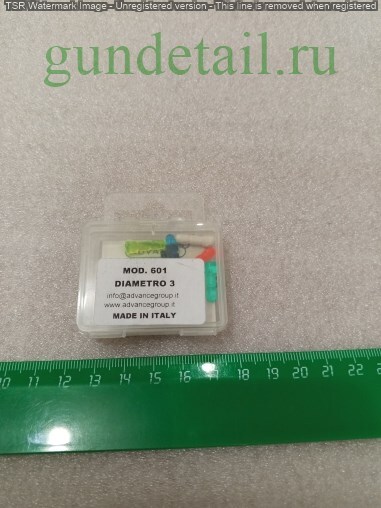 TSR Watermark Image - Unregistered version - This line is removed when registered
gundetail.ru
MOD. 601
DIAMETRO 3
info@advancegroup.it
www.advancegroup.it
MADE IN ITALY
10 11 12 13 14 15 16 17 18 19 20 21 22